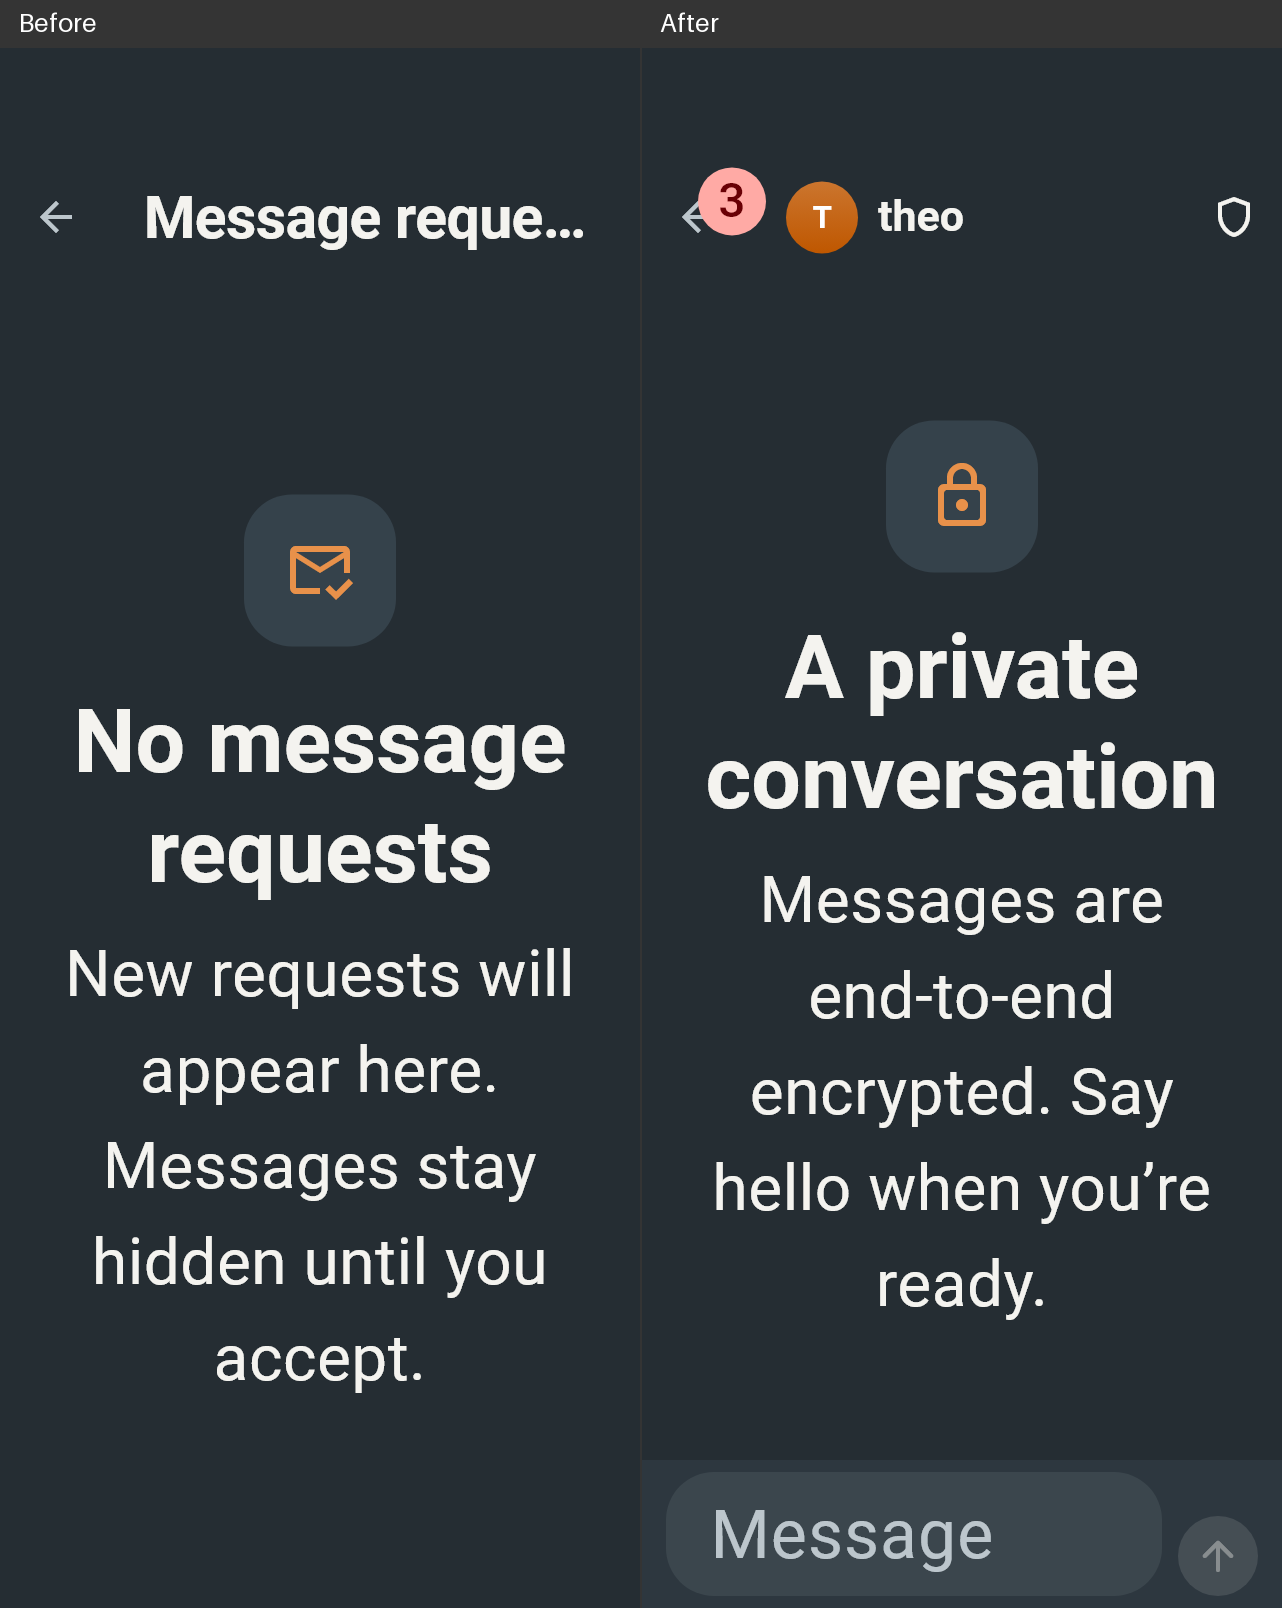 Before
Message reque…
No message
requests
New requests will
appear here.
Messages stay
hidden until you
accept.
After
3
T
theo
A private
conversation
Messages are
end-to-end
encrypted. Say
hello when you’re
ready.
Message